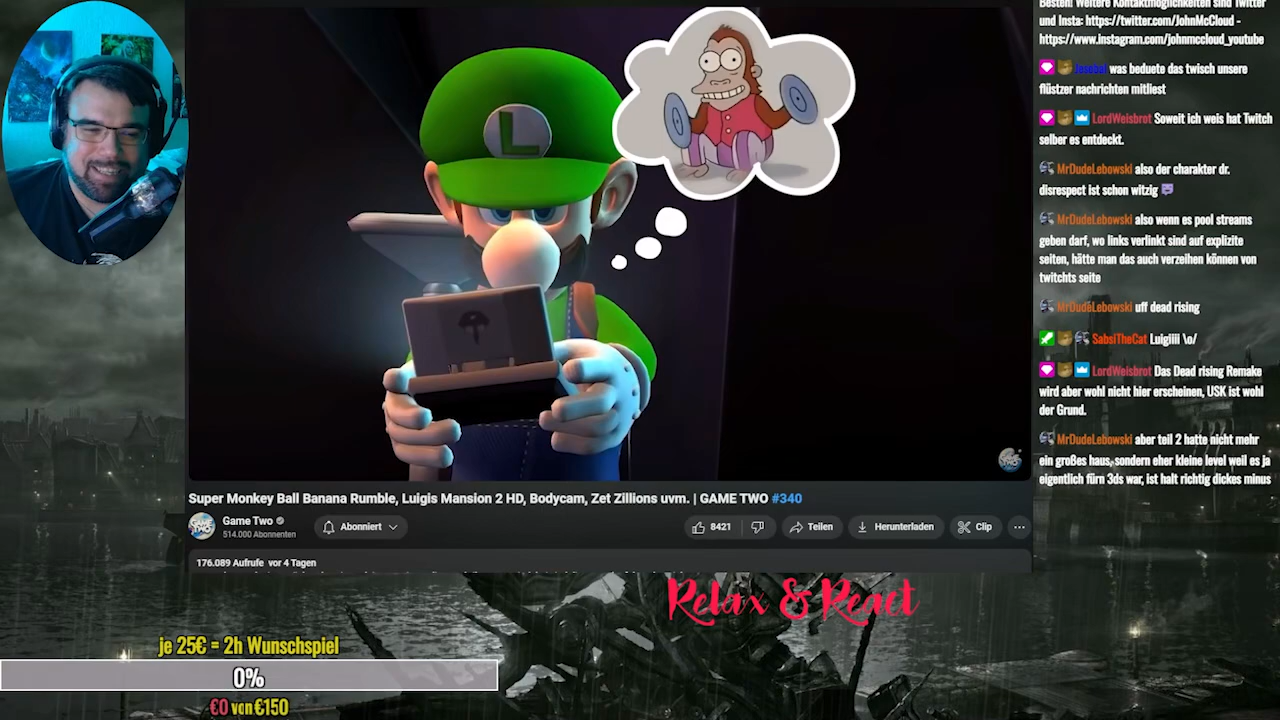 L
GAME TWO
Super Monkey Ball Banana Rumble, Luigis Mansion 2 HD, Bodycam, Zet Zillions uvm. | GAME TWO #340
GAME TWO
Game Two
514.000 Abonnenten
Abonniert
8421
Teilen
Herunterladen
Clip
176.089 Aufrufe vor 4 Tagen
Relax & React
je 25€ = 2h Wunschspiel
0%
€0 von €150
Besten! Weitere Kontaktmöglichkeiten sind Twitter
und Insta: https://twitter.com/JohnMcCloud -
https://www.instagram.com/johnmccloud_youtube
was beduete das twisch unsere
flüstzer nachrichten mitliest
LordWeisbrot Soweit ich weis hat Twitch
selber es entdeckt.
MrDudeLebowski also der charakter dr.
disrespect ist schon witzig
MrDudeLebowski also wenn es pool streams
geben darf, wo links verlinkt sind auf explizite
seiten, hätte man das auch verzeihen können von
twitchts seite
MrDudeLebowski uff dead rising
SabsiTheCat Luigiiii \o/
LordWeisbrot Das Dead rising Remake
wird aber wohl nicht hier erscheinen, USK ist wohl
der Grund.
MrDudeLebowski aber teil 2 hatte nicht mehr
ein großes haus, sondern eher kleine level weil es ja
eigentlich fürn 3ds war, ist halt richtig dickes minus